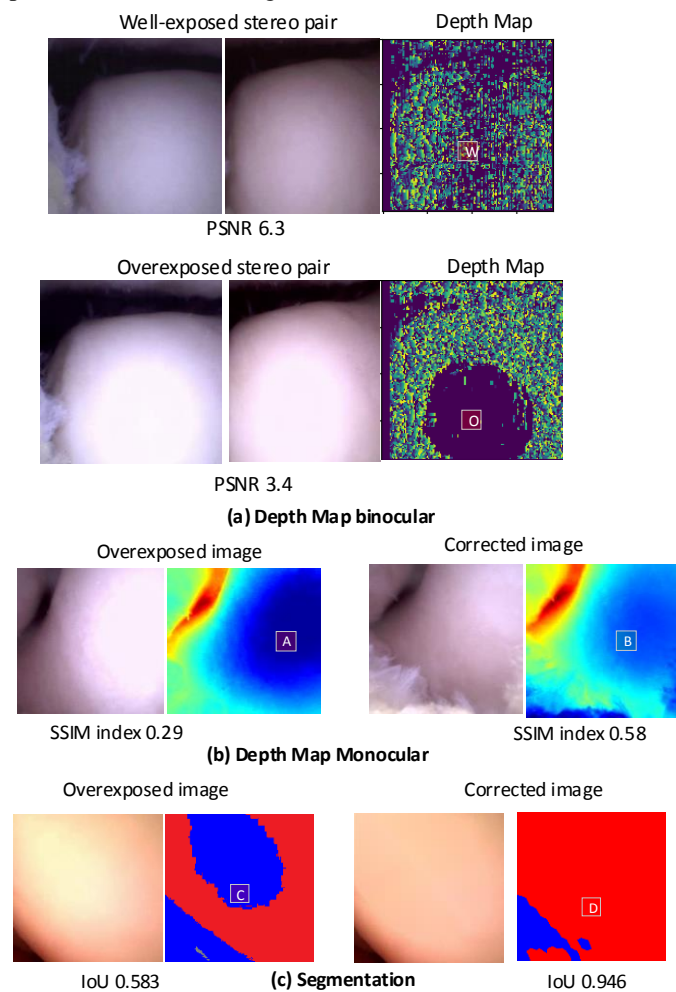 Well-exposed stereo pair
Depth Map
W
PSNR 6.3
Overexposed stereo pair
Depth Map
O
PSNR 3.4
(a) Depth Map binocular
Overexposed image
Corrected image
A
B
SSIM index 0.29
SSIM index 0.58
(b) Depth Map Monocular
Overexposed image
Corrected image
C
D
IoU 0.583
(c) Segmentation
IoU 0.946